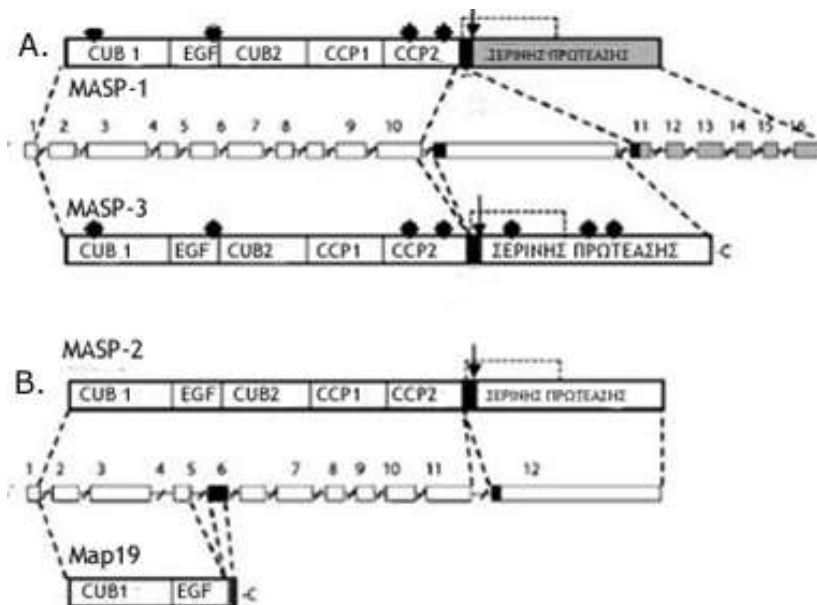 A.
CUB 1 EGF CUB2 CCP1 CCP2 ΣΕΡΙΝΗΣ ΠΡΩΤΕΑΣΗΣ
MASP-1
1 2 3 4 5 6 7 8 9 10 11 12 13 14 15 16
MASP-3
CUB 1 EGF CUB2 CCP1 CCP2 ΣΕΡΙΝΗΣ ΠΡΩΤΕΑΣΗΣ -C
MASP-2
B.
CUB 1 EGF CUB2 CCP1 CCP2 ΣΕΡΙΝΗΣ ΠΡΩΤΕΑΣΗΣ
1 2 3 4 5 6 7 8 9 10 11 12
Map19
CUB1 EGF -C